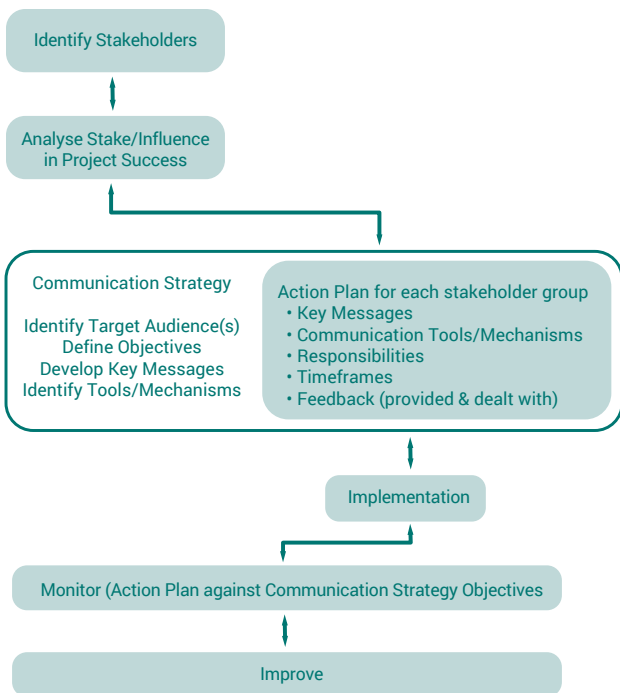 Identify Stakeholders
Analyse Stake/Influence
in Project Success
Communication Strategy
Identify Target Audience(s)
Define Objectives
Develop Key Messages
Identify Tools/Mechanisms
Action Plan for each stakeholder group
• Key Messages
• Communication Tools/Mechanisms
• Responsibilities
• Timeframes
• Feedback (provided & dealt with)
Implementation
Monitor (Action Plan against Communication Strategy Objectives
Improve